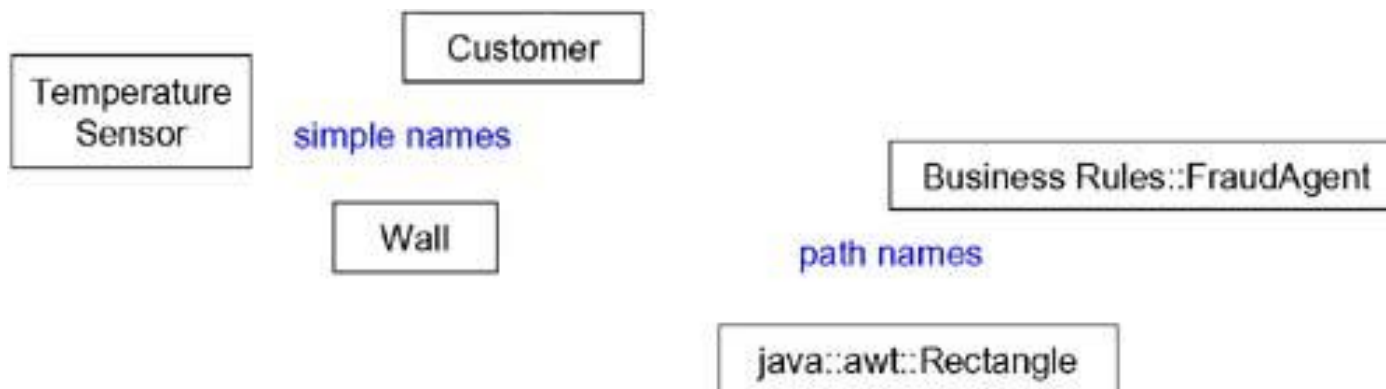 Customer
Temperature
Sensor
simple names
Business Rules::FraudAgent
Wall
path names
java::awt::Rectangle